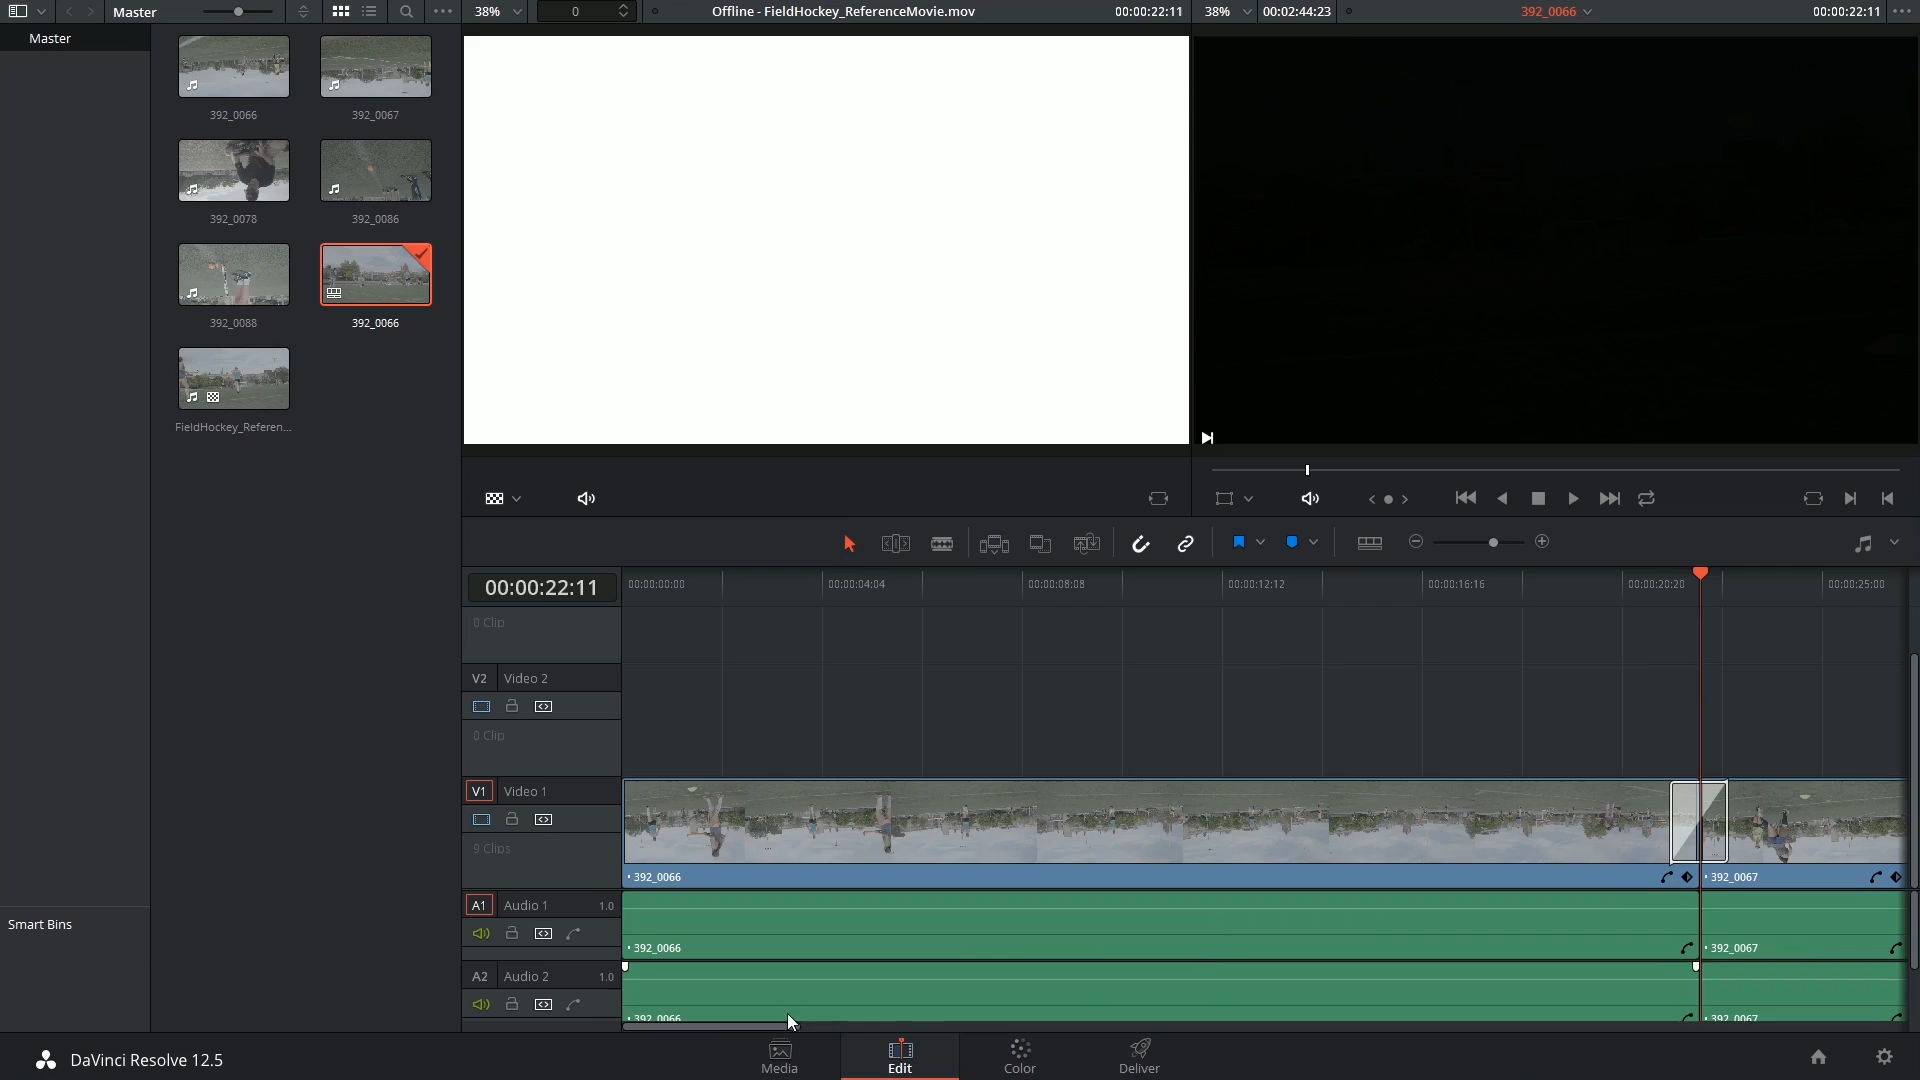 Master
38%
0
Offline - FieldHockey_ReferenceMovie.mov
00:00:22:11
38%
00:02:44:23
392_0066
00:00:22:11
Master
392_0066
392_0067
392_0078
392_0086
392_0088
392_0066
FieldHockey_Referen...
Smart Bins
00:00:22:11
00:00:00:00
00:00:04:04
00:00:08:08
00:00:12:12
00:00:16:16
00:00:20:20
00:00:25:00
0 Clip
V2 Video 2
0 Clip
V1 Video 1
9 Clips
392_0066
392_0067
A1 Audio 1 1.0
392_0066
392_0067
A2 Audio 2 1.0
392_0066
392_0067
DaVinci Resolve 12.5
Media
Edit
Color
Deliver